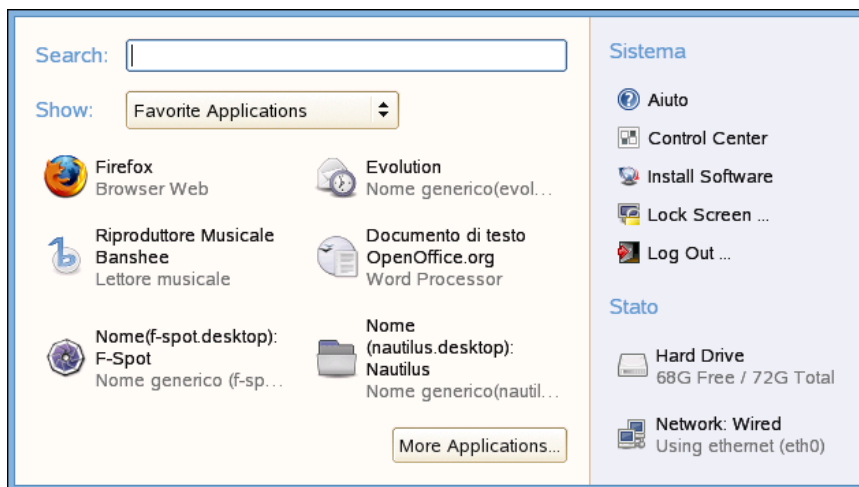 Search:
Show:
Favorite Applications
Firefox
Browser Web
Evolution
Nome generico(evol...
Riproduttore Musicale
Banshee
Lettore musicale
Documento di testo
OpenOffice.org
Word Processor
Nome(f-spot.desktop):
F-Spot
Nome generico (f-sp...
Nome
(nautilus.desktop):
Nautilus
Nome generico(nautil...
More Applications...
Sistema
Aiuto
Control Center
Install Software
Lock Screen ...
Log Out ...
Stato
Hard Drive
68G Free / 72G Total
Network: Wired
Using ethernet (eth0)